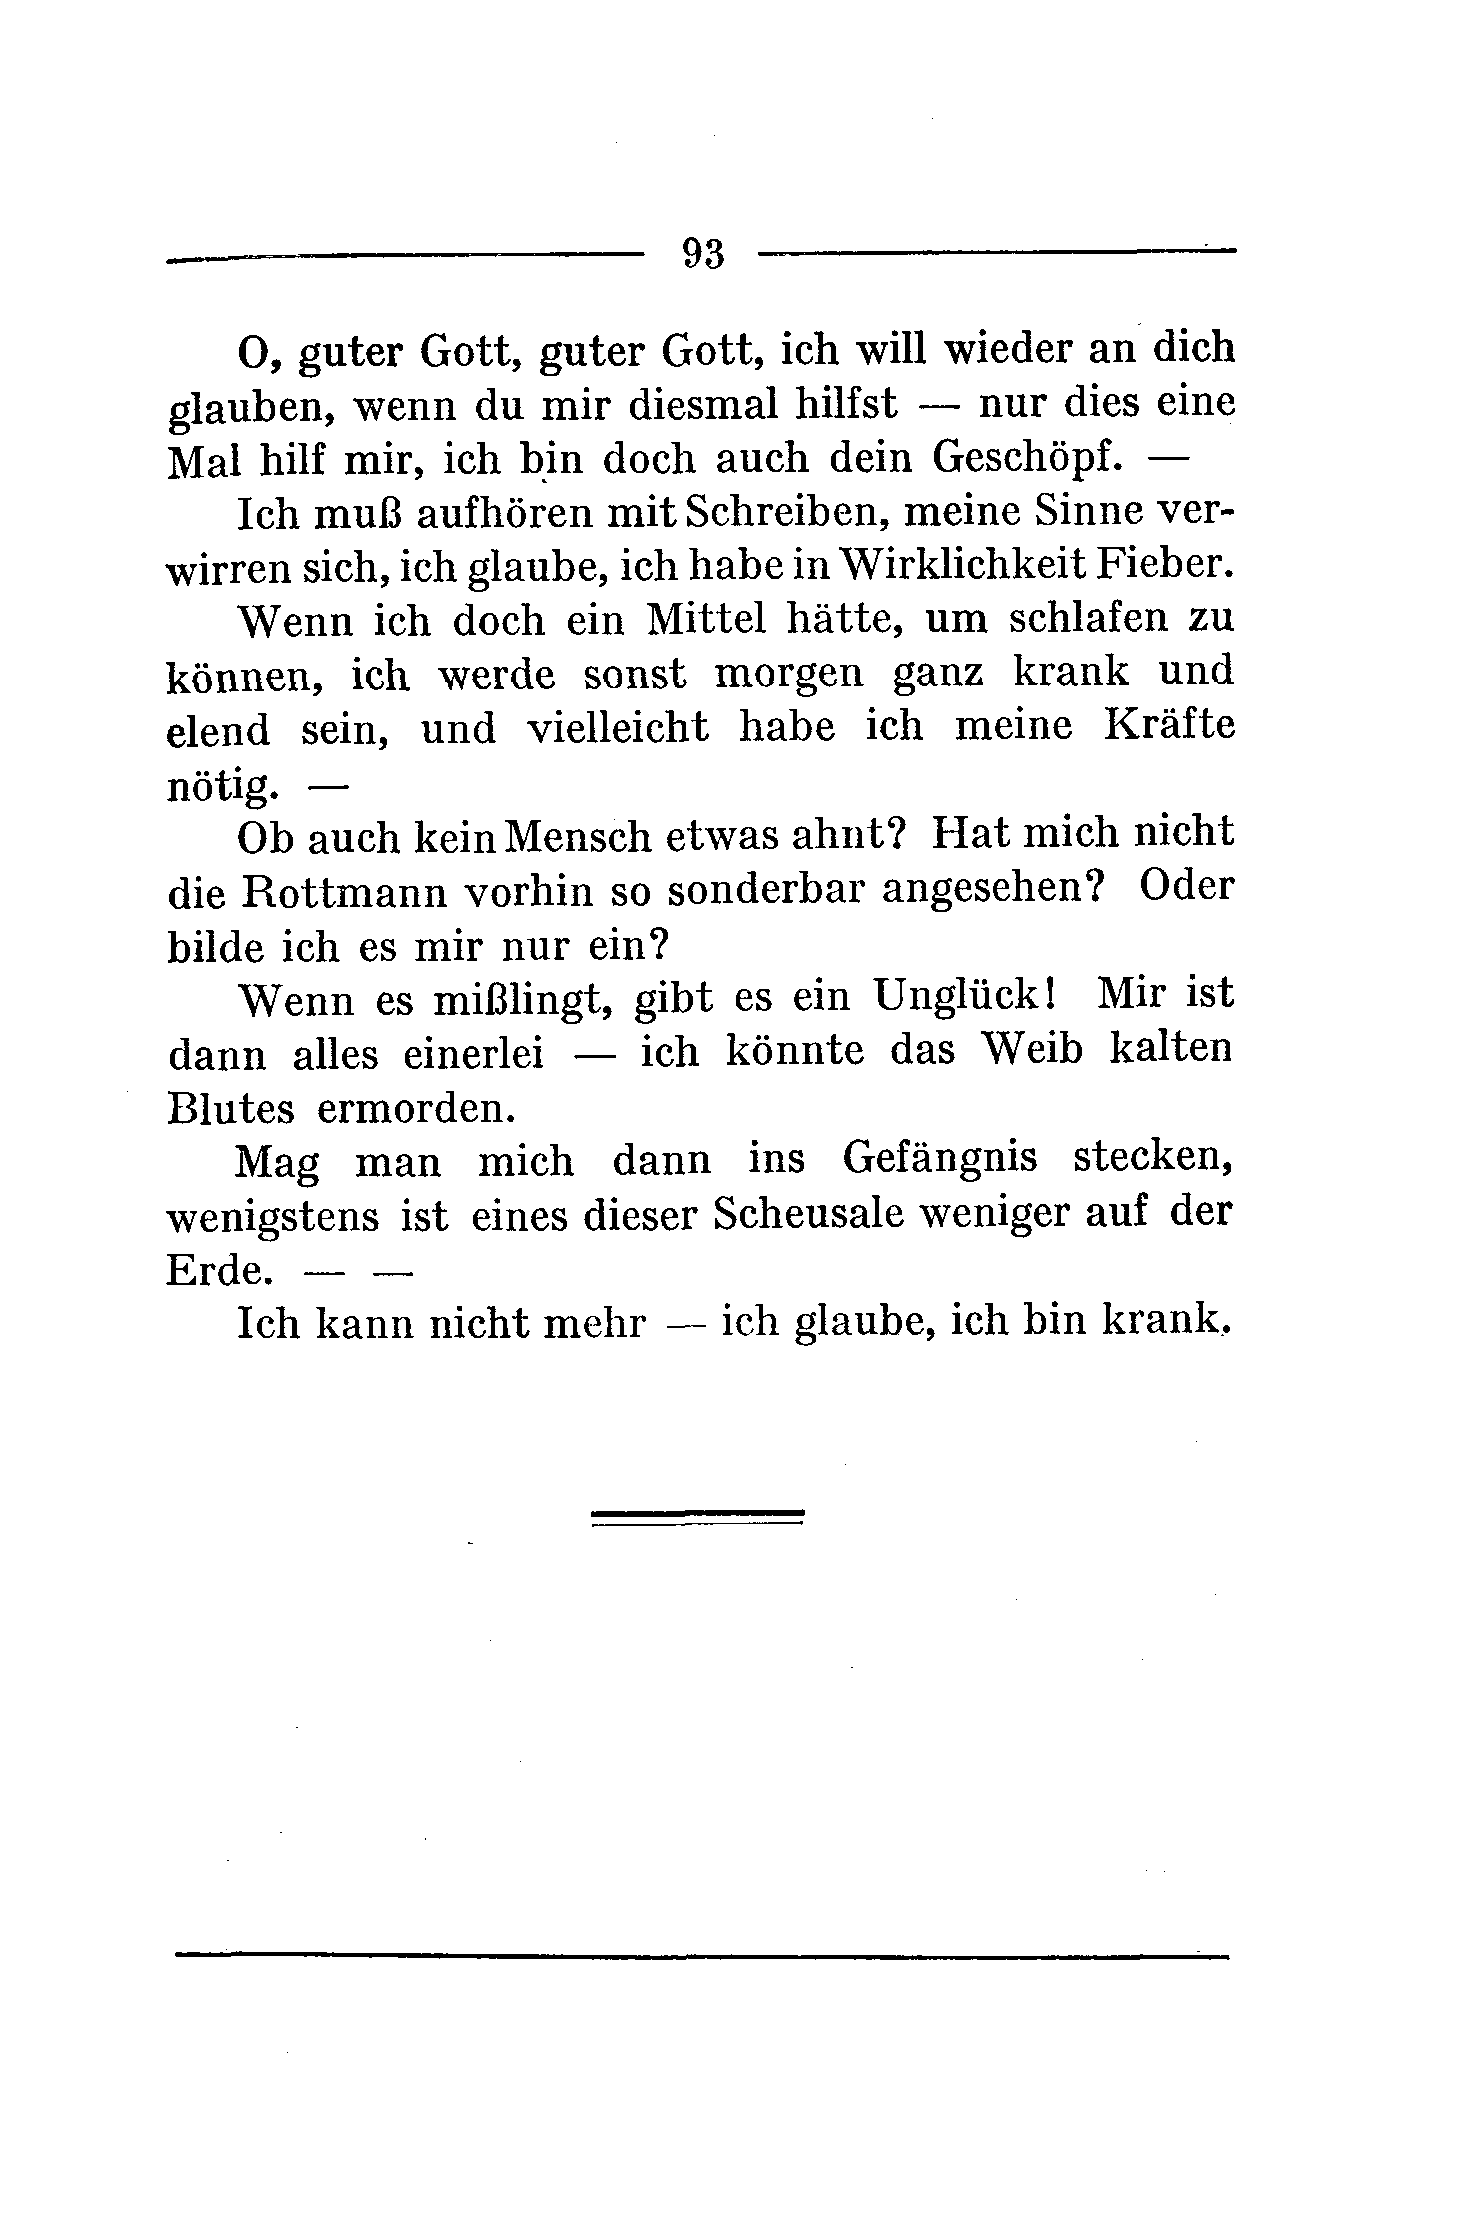 93
O, guter Gott, guter Gott, ich will wieder an dich
glauben, wenn du mir diesmal hilfst — nur dies eine
Mal hilf mir, ich bin doch auch dein Geschöpf. —
Ich muß aufhören mit Schreiben, meine Sinne ver-
wirren sich, ich glaube, ich habe in Wirklichkeit Fieber.
Wenn ich doch ein Mittel hätte, um schlafen zu
können, ich werde sonst morgen ganz krank und
elend sein, und vielleicht habe ich meine Kräfte
nötig. —
Ob auch kein Mensch etwas ahnt? Hat mich nicht
die Rottmann vorhin so sonderbar angesehen? Oder
bilde ich es mir nur ein?
Wenn es mißlingt, gibt es ein Unglück! Mir ist
dann alles einerlei — ich könnte das Weib kalten
Blutes ermorden.
Mag man mich dann ins Gefängnis stecken,
wenigstens ist eines dieser Scheusale weniger auf der
Erde. — —
Ich kann nicht mehr — ich glaube, ich bin krank.